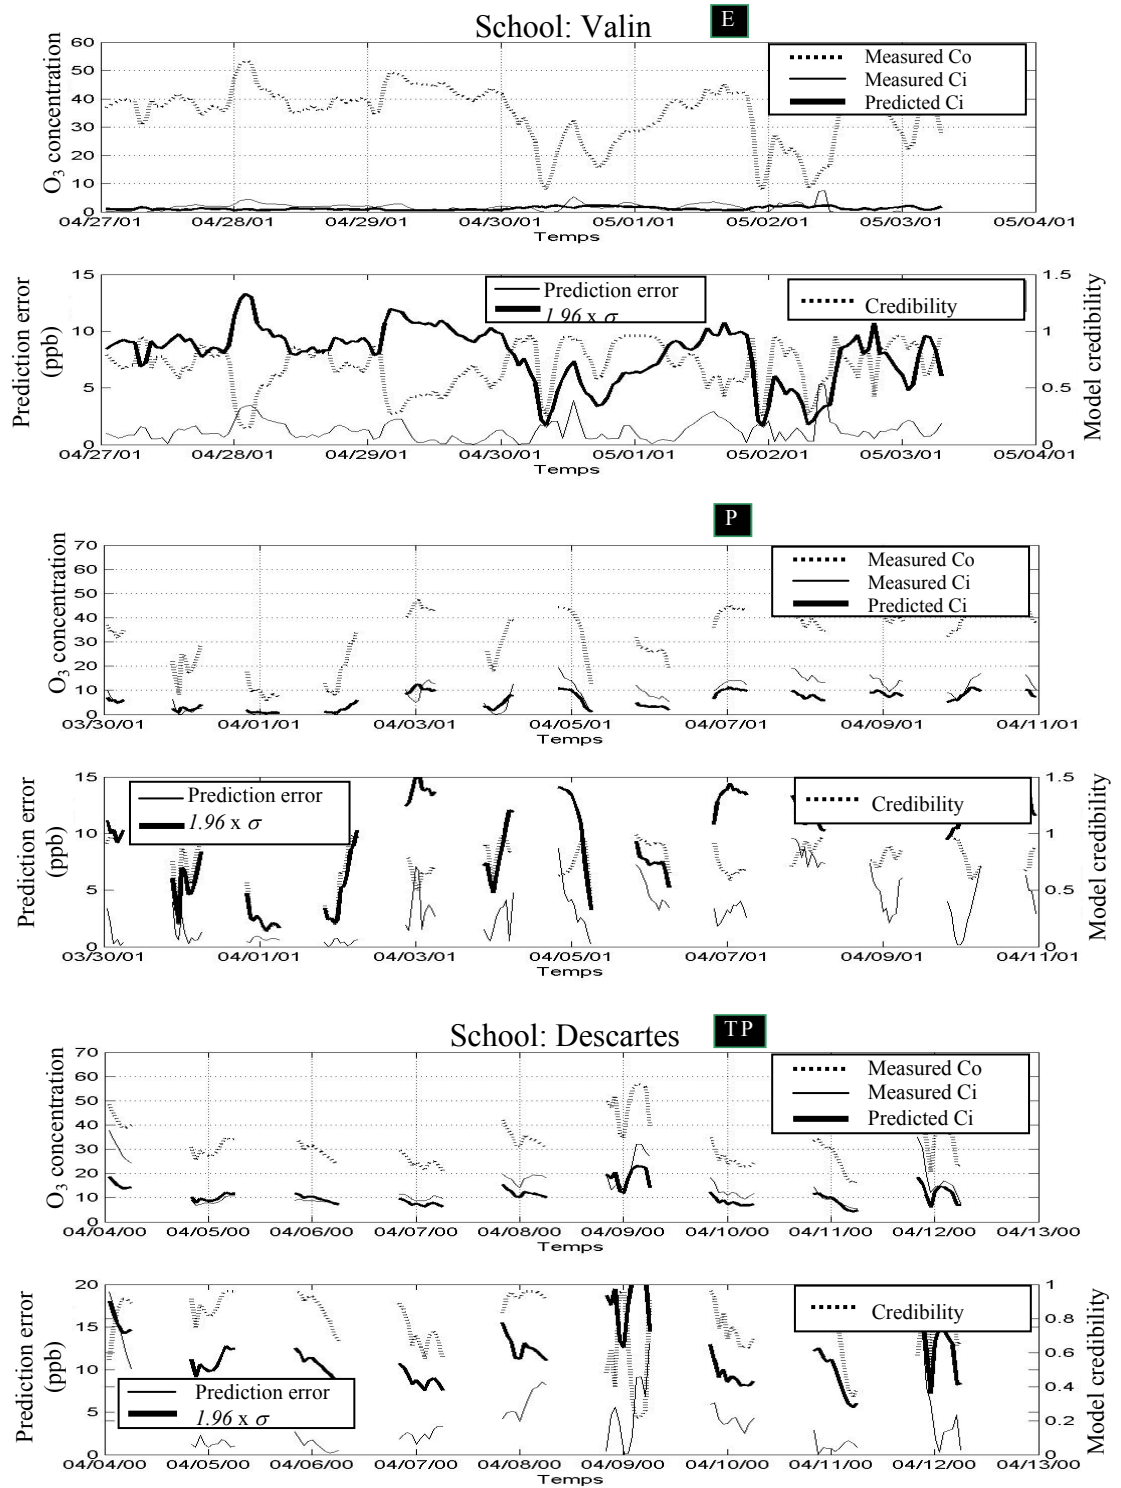 School: Valin E
O3 concentration
60
50
40
30
20
10
0
Measured Co
Measured Ci
Predicted Ci
04/27/01 04/28/01 04/29/01 04/30/01 05/01/01 05/02/01 05/03/01 05/04/01
Temps
Prediction error
(ppb)
15
10
5
0
Prediction error
1.96 x σ
Credibility
1.5
1
0.5
0
Model credibility
04/27/01 04/28/01 04/29/01 04/30/01 05/01/01 05/02/01 05/03/01 05/04/01
Temps
P
O3 concentration
70
60
50
40
30
20
10
0
Measured Co
Measured Ci
Predicted Ci
03/30/01 04/01/01 04/03/01 04/05/01 04/07/01 04/09/01 04/11/01
Temps
Prediction error
(ppb)
15
10
5
0
Prediction error
1.96 x σ
Credibility
1.5
1
0.5
0
Model credibility
03/30/01 04/01/01 04/03/01 04/05/01 04/07/01 04/09/01 04/11/01
Temps
School: Descartes TP
O3 concentration
70
60
50
40
30
20
10
0
Measured Co
Measured Ci
Predicted Ci
04/04/00 04/05/00 04/06/00 04/07/00 04/08/00 04/09/00 04/10/00 04/11/00 04/12/00 04/13/00
Temps
Prediction error
(ppb)
20
15
10
5
0
Prediction error
1.96 x σ
Credibility
1
0.8
0.6
0.4
0.2
0
Model credibility
04/04/00 04/05/00 04/06/00 04/07/00 04/08/00 04/09/00 04/10/00 04/11/00 04/12/00 04/13/00
Temps